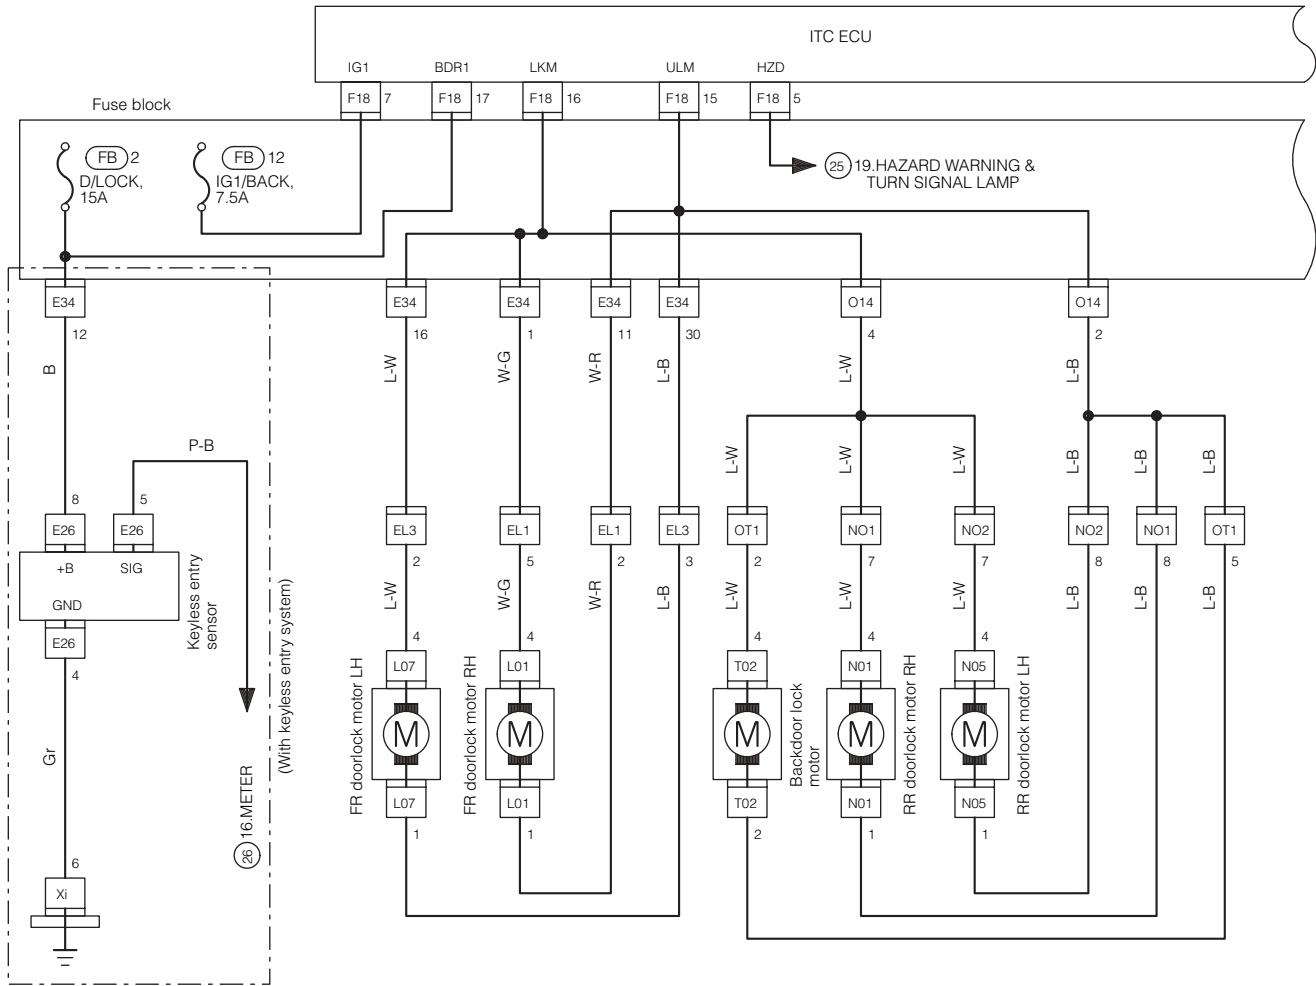 ITC ECU
IG1 BDR1 LKM ULM HZD
F18 7 F18 17 F18 16 F18 15 F18 5
Fuse block
FB 2
D/LOCK,
15A
FB 12
IG1/BACK,
7.5A
25 19.HAZARD WARNING &
TURN SIGNAL LAMP
E34 E34 E34 E34 E34 O14 O14
12 16 1 11 30 4 2
B L-W W-G W-R L-B L-W L-B
P-B
L-W L-W L-W L-B L-B L-B
8 5
E26 E26 EL3 EL1 EL1 EL3 OT1 NO1 NO2 NO2 NO1 OT1
2 5 2 3 2 7 7 8 8 5
+B SIG
GND
Keyless entry
sensor
L-W W-G W-R L-B L-W L-W L-W L-B L-B L-B
E26
4
4 4 4 4 4
L07 L01 T02 N01 N05
(With keyless entry system)
FR doorlock motor LH
M
FR doorlock motor RH
M
M
Backdoor lock
motor
M
RR doorlock motor RH
M
RR doorlock motor LH
Gr
L07 L01 T02 N01 N05
1 1 2 1 1
26 16.METER
6
Xi